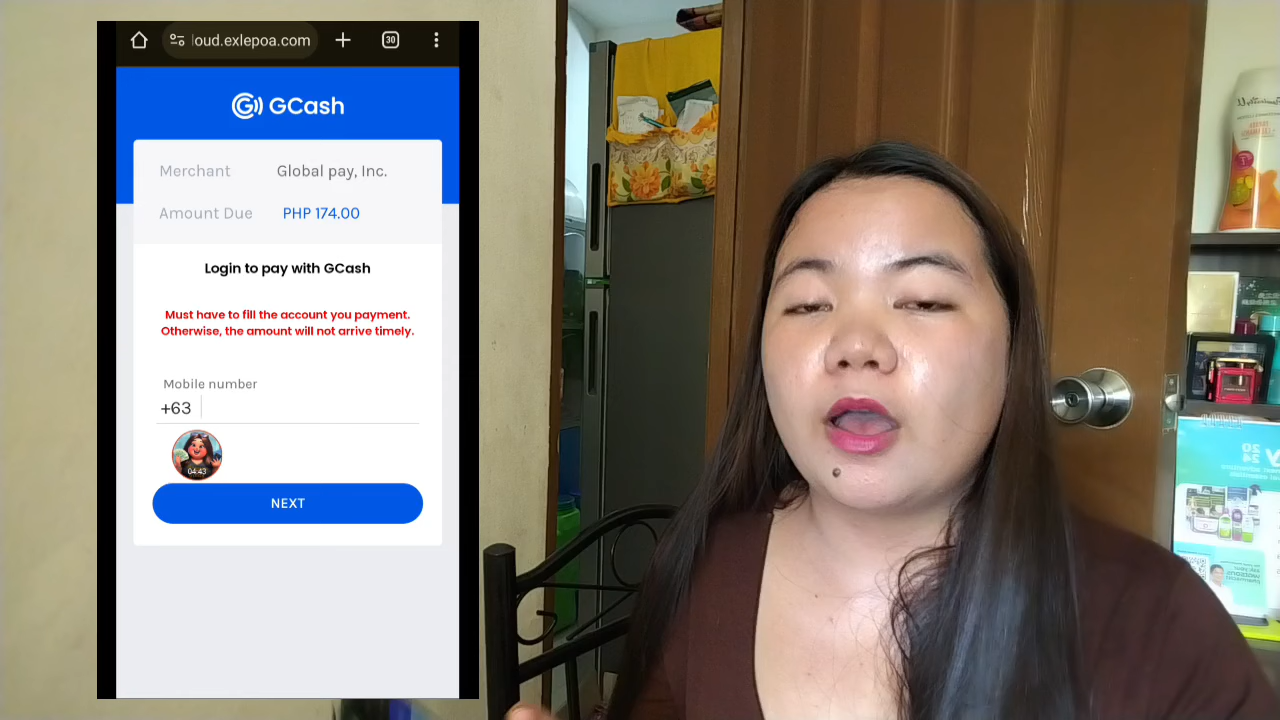 loud.exlepoa.com
30
GCash
Merchant Global pay, Inc.
Amount Due PHP 174.00
Login to pay with GCash
Must have to fill the account you payment.
Otherwise, the amount will not arrive timely.
Mobile number
+63
04:43
NEXT
20
24